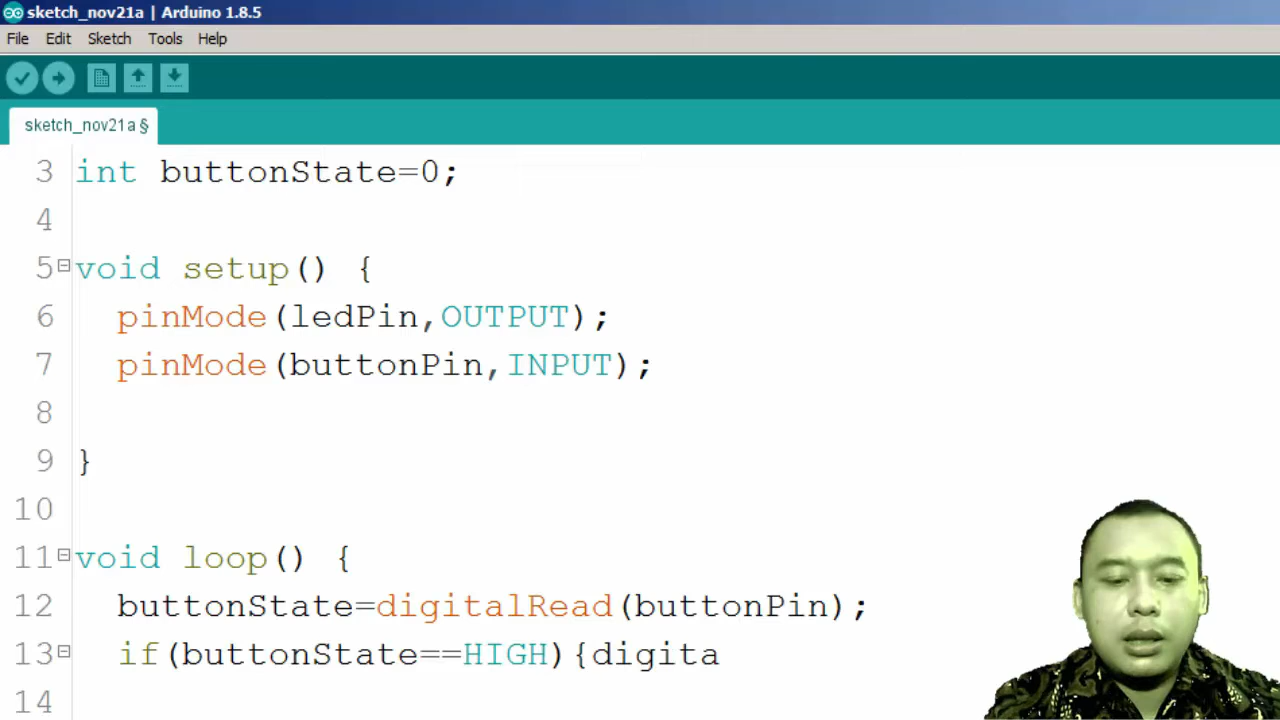 sketch_nov21a | Arduino 1.8.5
File Edit Sketch Tools Help
sketch_nov21a §
3 int buttonState=0;
4
5 void setup() {
6 pinMode(ledPin,OUTPUT);
7 pinMode(buttonPin,INPUT);
8
9 }
10
11 void loop() {
12 buttonState=digitalRead(buttonPin);
13 if(buttonState==HIGH){digita
14